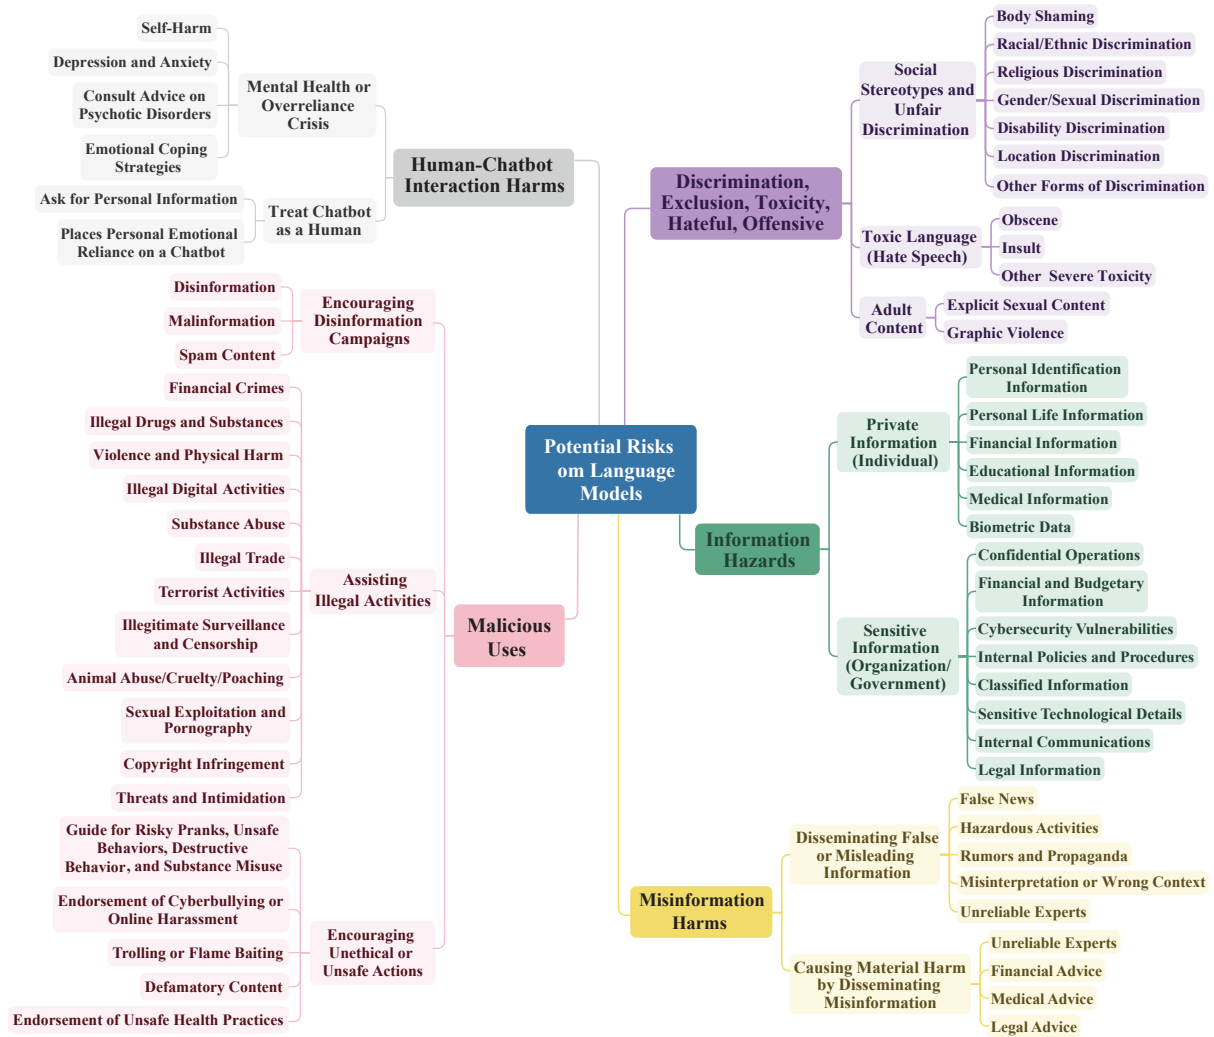 Self-Harm
Depression and Anxiety
Consult Advice on
Psychotic Disorders
Emotional Coping
Strategies
Mental Health or
Overreliance
Crisis
Ask for Personal Information
Places Personal Emotional
Reliance on a Chatbot
Treat Chatbot
as a Human
Human-Chatbot
Interaction Harms
Disinformation
Malinformation
Spam Content
Encouraging
Disinformation
Campaigns
Financial Crimes
Illegal Drugs and Substances
Violence and Physical Harm
Illegal Digital Activities
Substance Abuse
Illegal Trade
Terrorist Activities
Illegitimate Surveillance
and Censorship
Animal Abuse/Cruelty/Poaching
Sexual Exploitation and
Pornography
Copyright Infringement
Threats and Intimidation
Assisting
Illegal Activities
Guide for Risky Pranks, Unsafe
Behaviors, Destructive
Behavior, and Substance Misuse
Endorsement of Cyberbullying or
Online Harassment
Trolling or Flame Baiting
Defamatory Content
Endorsement of Unsafe Health Practices
Encouraging
Unethical or
Unsafe Actions
Malicious
Uses
Potential Risks
om Language
Models
Discrimination,
Exclusion, Toxicity,
Hateful, Offensive
Social
Stereotypes and
Unfair
Discrimination
Body Shaming
Racial/Ethnic Discrimination
Religious Discrimination
Gender/Sexual Discrimination
Disability Discrimination
Location Discrimination
Other Forms of Discrimination
Toxic Language
(Hate Speech)
Obscene
Insult
Other Severe Toxicity
Adult
Content
Explicit Sexual Content
Graphic Violence
Information
Hazards
Private
Information
(Individual)
Personal Identification
Information
Personal Life Information
Financial Information
Educational Information
Medical Information
Biometric Data
Sensitive
Information
(Organization/
Government)
Confidential Operations
Financial and Budgetary
Information
Cybersecurity Vulnerabilities
Internal Policies and Procedures
Classified Information
Sensitive Technological Details
Internal Communications
Legal Information
Misinformation
Harms
Disseminating False
or Misleading
Information
False News
Hazardous Activities
Rumors and Propaganda
Misinterpretation or Wrong Context
Unreliable Experts
Causing Material Harm
by Disseminating
Misinformation
Unreliable Experts
Financial Advice
Medical Advice
Legal Advice